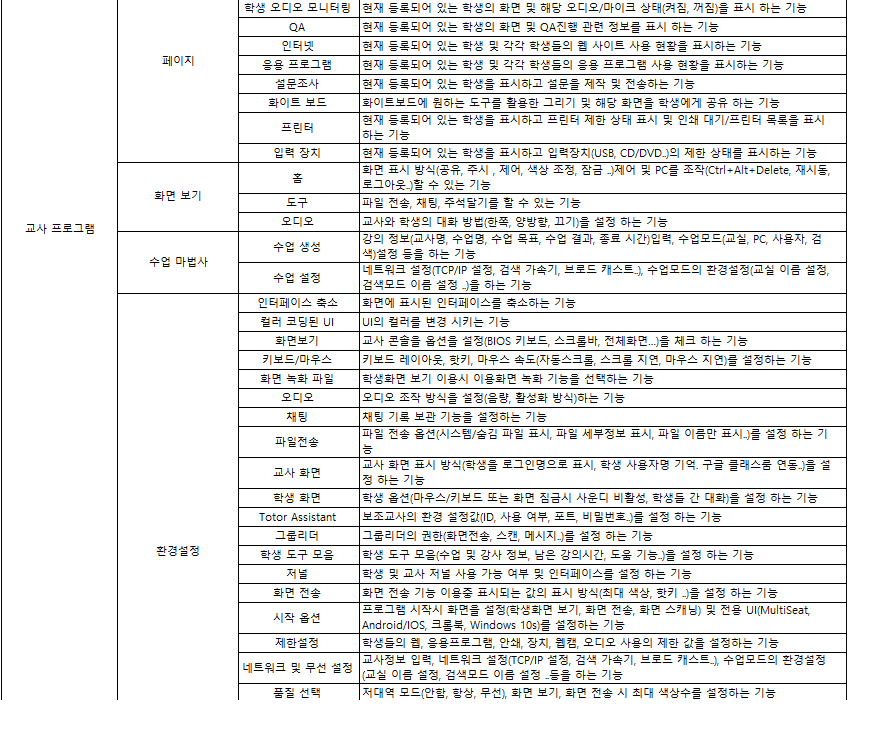 학생 오디오 모니터링 현재 등록되어 있는 학생의 화면 및 해당 오디오/마이크 상태(켜짐, 꺼짐)을 표시 하는 기능
QA 현재 등록되어 있는 학생의 화면 및 QA진행 관련 정보를 표시 하는 기능
인터넷 현재 등록되어 있는 학생 및 각각 학생들의 웹 사이트 사용 현황을 표시하는 기능
페이지
응용 프로그램 현재 등록되어 있는 학생 및 각각 학생들의 응용 프로그램 사용 현황을 표시하는 기능
설문조사 현재 등록되어 있는 학생을 표시하고 설문을 제작 및 전송하는 기능
화이트 보드 화이트보드에 원하는 도구를 활용한 그리기 및 해당 화면을 학생에게 공유 하는 기능
프린터 현재 등록되어 있는 학생을 표시하고 프린터 제한 상태 표시 및 인쇄 대기/프린터 목록을 표시
하는 기능
입력 장치 현재 등록되어 있는 학생을 표시하고 입력장치(USB, CD/DVD..)의 제한 상태를 표시하는 기능
화면 보기
홈 화면 표시 방식(공유, 주시 , 제어, 색상 조정, 잠금 ..)제어 및 PC를 조작(Ctrl+Alt+Delete, 재시동,
로그아웃..)할 수 있는 기능
도구 파일 전송, 채팅, 주석달기를 할 수 있는 기능
오디오 교사와 학생의 대화 방법(한쪽, 양방향, 끄기)을 설정 하는 기능
교사 프로그램
수업 마법사
수업 생성 강의 정보(교사명, 수업명, 수업 목표, 수업 결과, 종료 시간)입력, 수업모드(교실, PC, 사용자, 검
색)설정 등을 하는 기능
수업 설정 네트워크 설정(TCP/IP 설정, 검색 가속기, 브로드 캐스트..), 수업모드의 환경설정(교실 이름 설정,
검색모드 이름 설정 ..)을 하는 기능
인터페이스 축소 화면에 표시된 인터페이스를 축소하는 기능
컬러 코딩된 UI UI의 컬러를 변경 시키는 기능
화면보기 교사 콘솔을 옵션을 설정(BIOS 키보드, 스크롤바, 전체화면...)을 체크 하는 기능
키보드/마우스 키보드 레이아웃, 핫키, 마우스 속도(자동스크롤, 스크롤 지연, 마우스 지연)를 설정하는 기능
화면 녹화 파일 학생화면 보기 이용시 이용화면 녹화 기능을 선택하는 기능
오디오 오디오 조작 방식을 설정(음량, 활성화 방식)하는 기능
채팅 채팅 기록 보관 기능을 설정하는 기능
파일전송 파일 전송 옵션(시스템/숨김 파일 표시, 파일 세부정보 표시, 파일 이름만 표시..)를 설정 하는 기
능
교사 화면 교사 화면 표시 방식(학생을 로그인명으로 표시, 학생 사용자명 기억. 구글 클래스룸 연동..)을 설
정 하는 기능
학생 화면 학생 옵션(마우스/키보드 또는 화면 잠금시 사운디 비활성, 학생들 간 대화)을 설정 하는 기능
Totor Assistant 보조교사의 환경 설정값(ID, 사용 여부, 포트, 비밀번호..)를 설정 하는 기능
그룹리더 그룹리더의 권한(화면전송, 스캔, 메시지..)를 설정 하는 기능
환경설정
학생 도구 모음 학생 도구 모음(수업 및 강사 정보, 남은 강의시간, 도움 기능..)을 설정 하는 기능
저널 학생 및 교사 저널 사용 가능 여부 및 인터페이스를 설정 하는 기능
화면 전송 화면 전송 기능 이용중 표시되는 값의 표시 방식(최대 색상, 핫키 ..)을 설정 하는 기능
시작 옵션 프로그램 시작시 화면을 설정(학생화면 보기, 화면 전송, 화면 스캐닝) 및 전용 UI(MultiSeat,
Android/IOS, 크롬북, Windows 10s)를 설정하는 기능
제한설정 학생들의 웹, 응용프로그램, 안쇄, 장치, 웹캠, 오디오 사용의 제한 값을 설정하는 기능
네트워크 및 무선 설정 교사정보 입력, 네트워크 설정(TCP/IP 설정, 검색 가속기, 브로드 캐스트..), 수업모드의 환경설정
(교실 이름 설정, 검색모드 이름 설정 ..등을 하는 기능
품질 선택 저대역 모드(안함, 항상, 무선), 화면 보기, 화면 전송 시 최대 색상수를 설정하는 기능